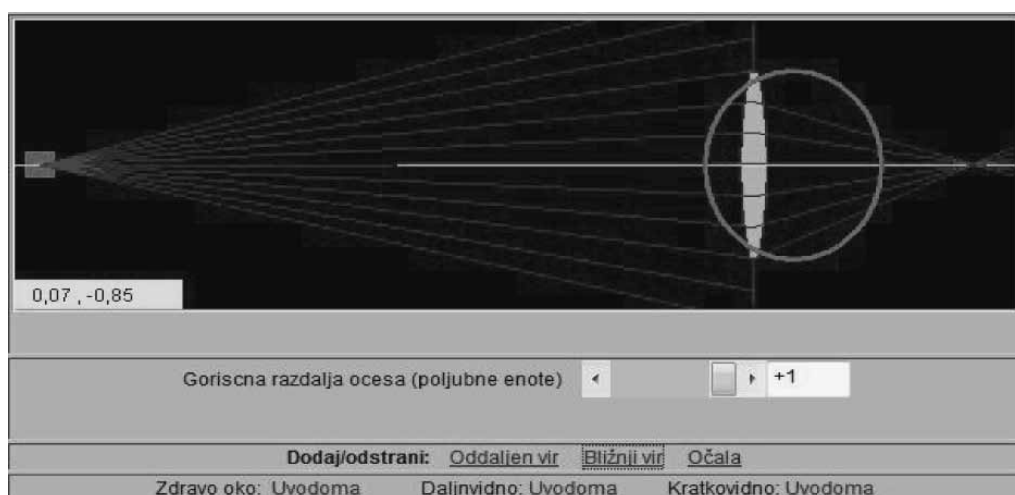 0,07 , -0,85
Goriscna razdalja ocesa (poljubne enote) +1
Dodaj/odstrani: Oddaljen vir Bližnji vir Očala
Zdravo oko: Uvodoma Daljnvidno: Uvodoma Kratkovidno: Uvodoma